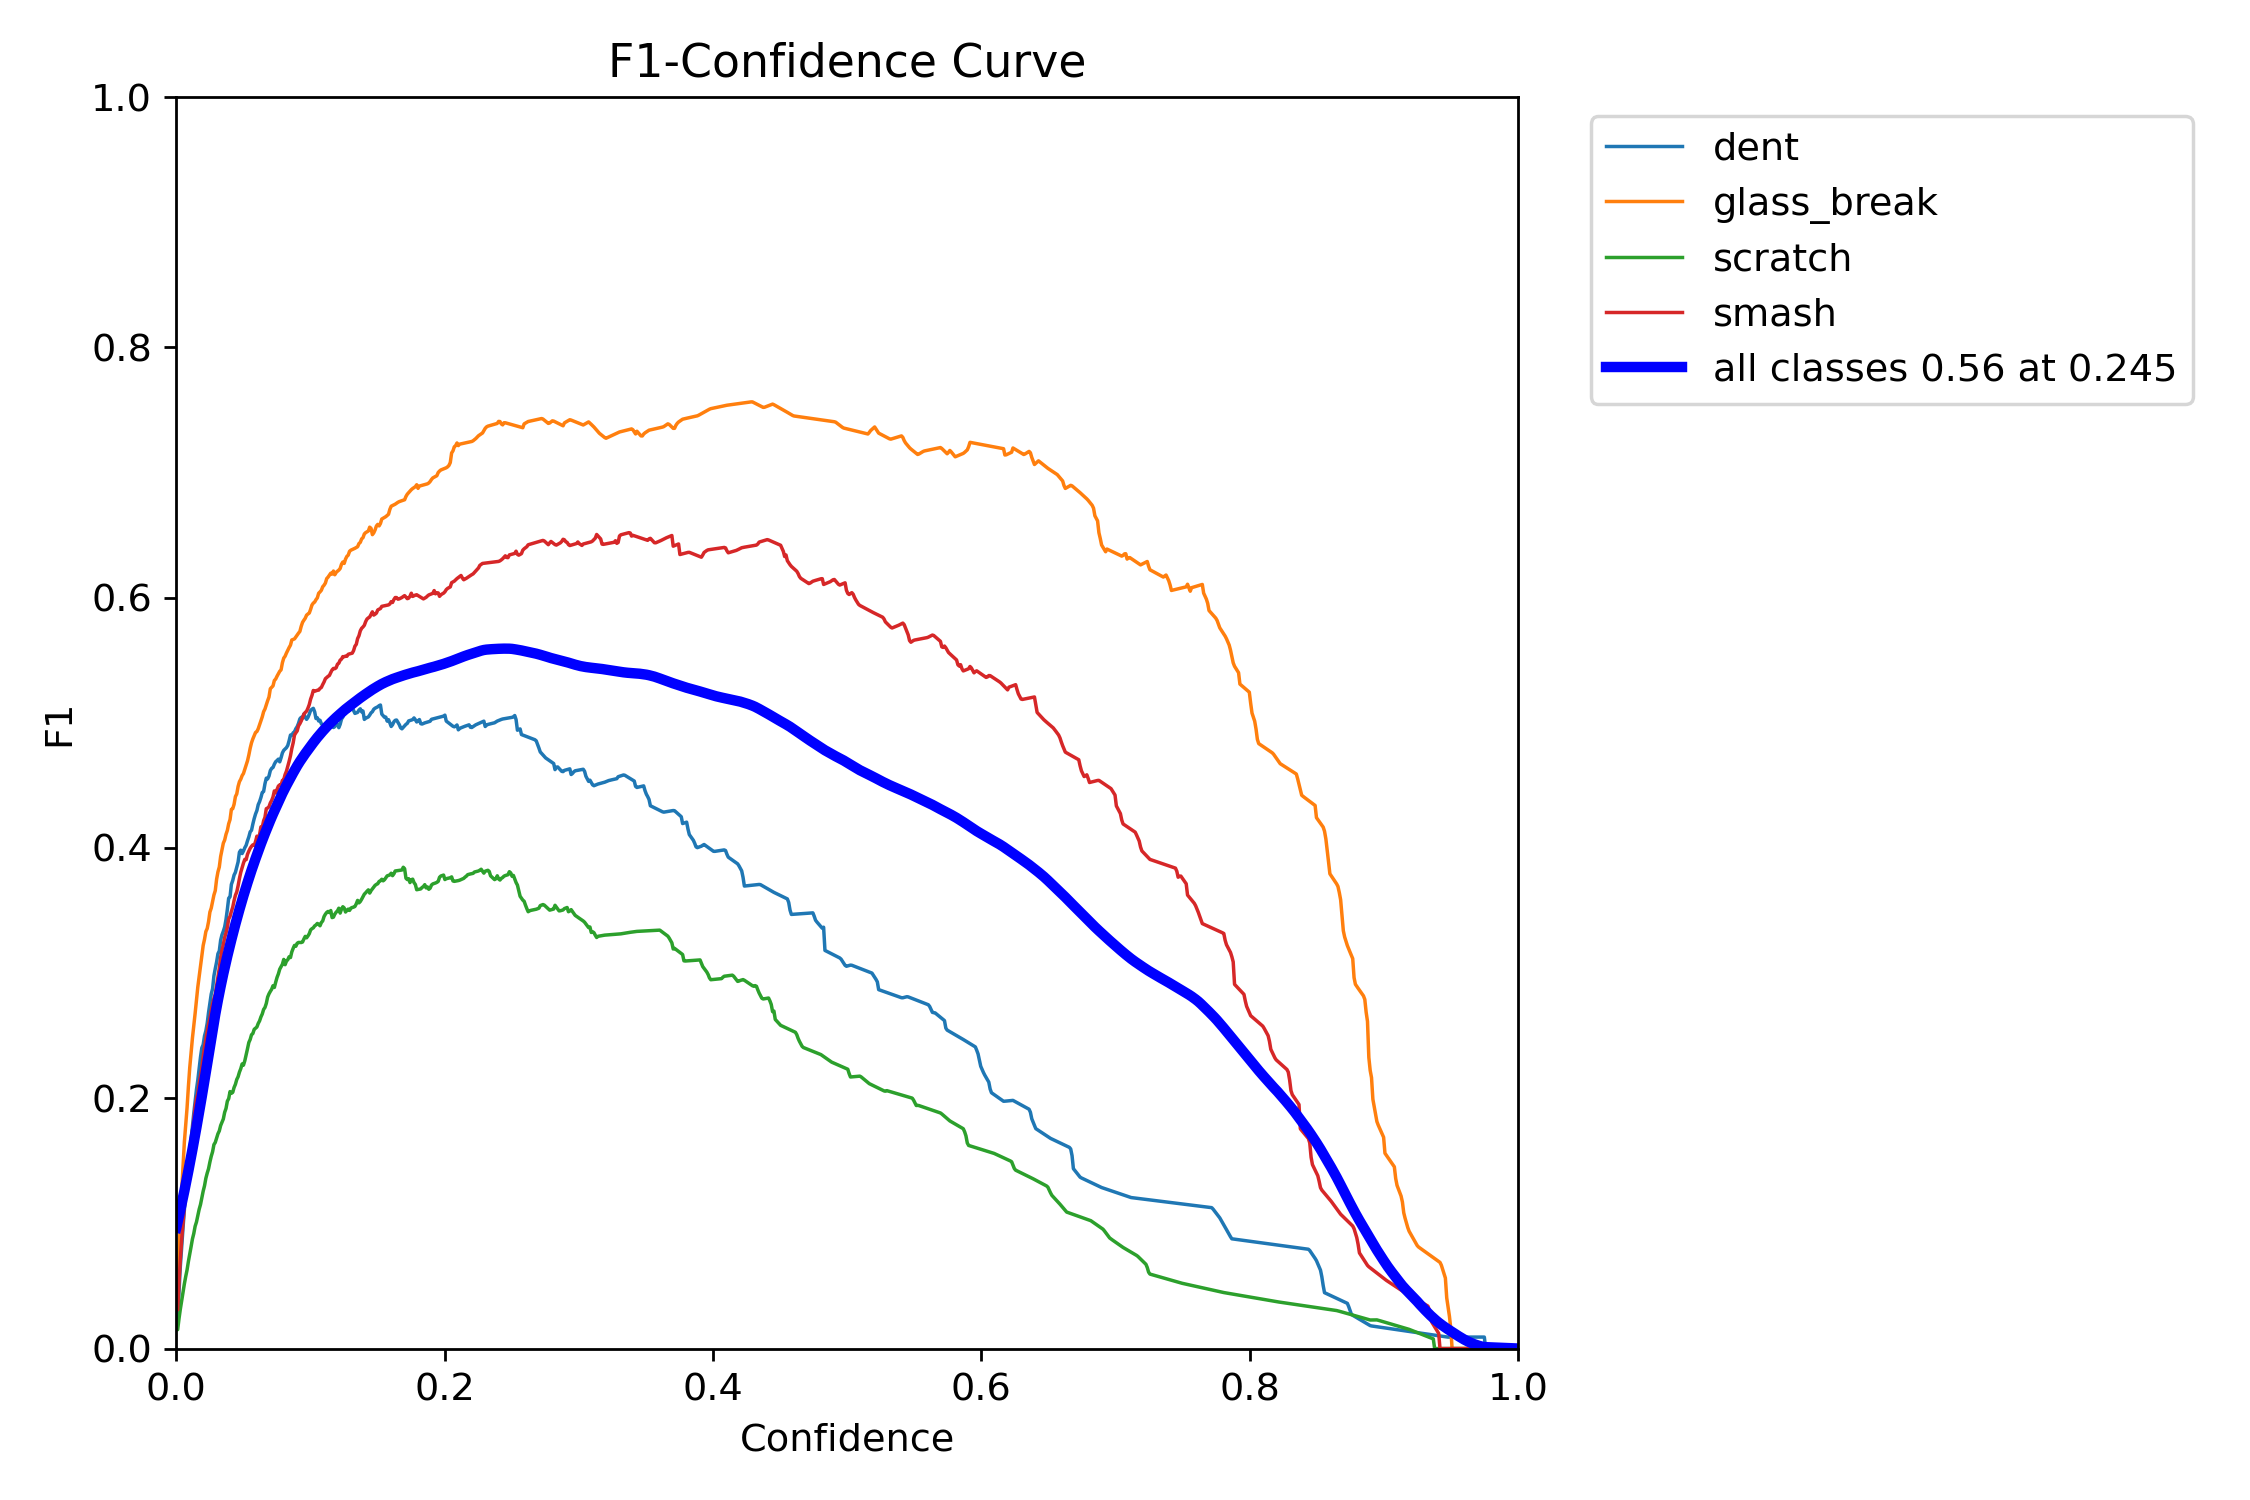 F1-Confidence Curve
1.0
0.8
0.6
0.4
0.2
0.0
F1
0.0 0.2 0.4 0.6 0.8 1.0
Confidence
dent
glass_break
scratch
smash
all classes 0.56 at 0.245